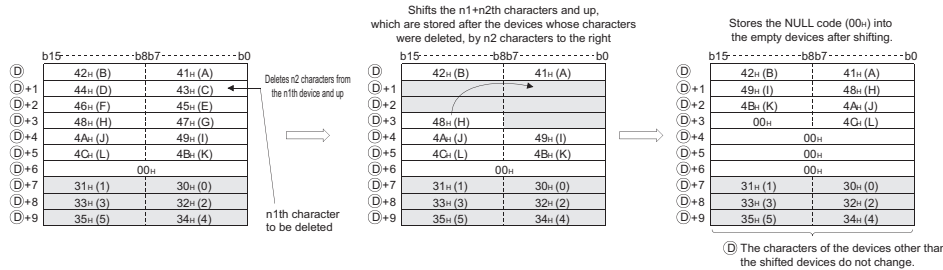 Shifts the n1+n2th characters and up,
which are stored after the devices whose characters
were deleted, by n2 characters to the right
Stores the NULL code (00H) into
the empty devices after shifting.
b15 b8b7 b0
D 42H (B) 41H (A)
D+1 44H (D) 43H (C)
D+2 46H (F) 45H (E)
D+3 48H (H) 47H (G)
D+4 4AH (J) 49H (I)
D+5 4CH (L) 4BH (K)
D+6 00H
D+7 31H (1) 30H (0)
D+8 33H (3) 32H (2)
D+9 35H (5) 34H (4)
Deletes n2 characters from
the n1th device and up
n1th character
to be deleted
b15 b8b7 b0
D 42H (B) 41H (A)
D+1
D+2
D+3 48H (H)
D+4 4AH (J) 49H (I)
D+5 4CH (L) 4BH (K)
D+6 00H
D+7 31H (1) 30H (0)
D+8 33H (3) 32H (2)
D+9 35H (5) 34H (4)
b15 b8b7 b0
D 42H (B) 41H (A)
D+1 49H (I) 48H (H)
D+2 4BH (K) 4AH (J)
D+3 00H 4CH (L)
D+4 00H
D+5 00H
D+6 00H
D+7 31H (1) 30H (0)
D+8 33H (3) 32H (2)
D+9 35H (5) 34H (4)
D The characters of the devices other than
the shifted devices do not change.